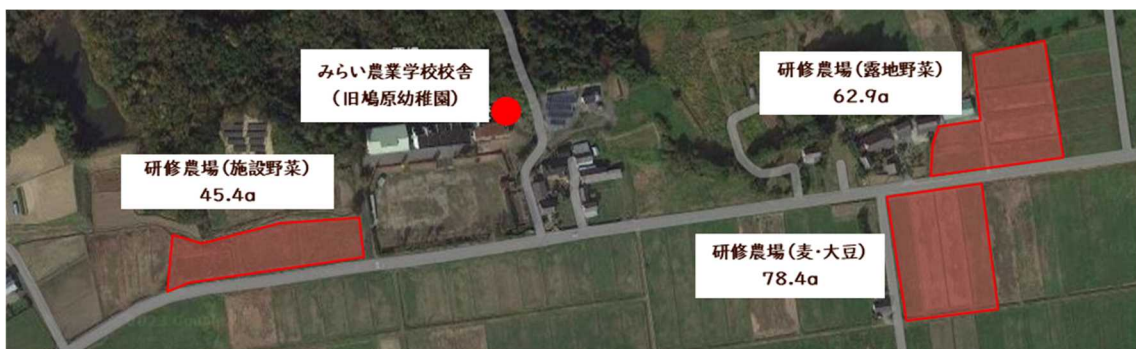 みらい農業学校校舎
（旧鳩原幼稚園）
研修農場（露地野菜）
62.9a
研修農場（施設野菜）
45.4a
研修農場（麦・大豆）
78.4a